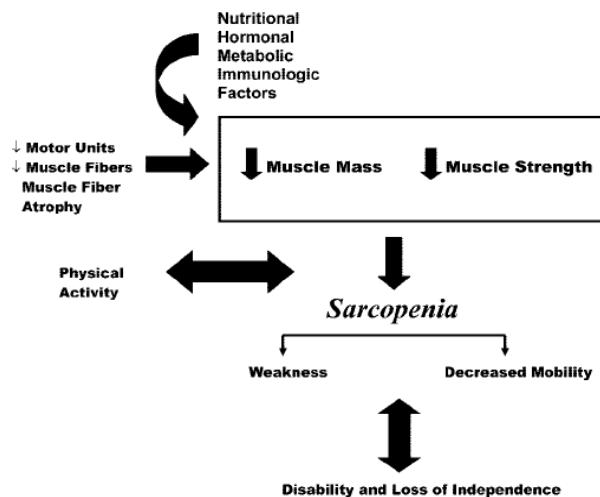 Nutritional
Hormonal
Metabolic
Immunologic
Factors
↓ Motor Units
↓ Muscle Fibers
Muscle Fiber
Atrophy
Muscle Mass
Muscle Strength
Physical
Activity
Sarcopenia
Weakness
Decreased Mobility
Disability and Loss of Independence